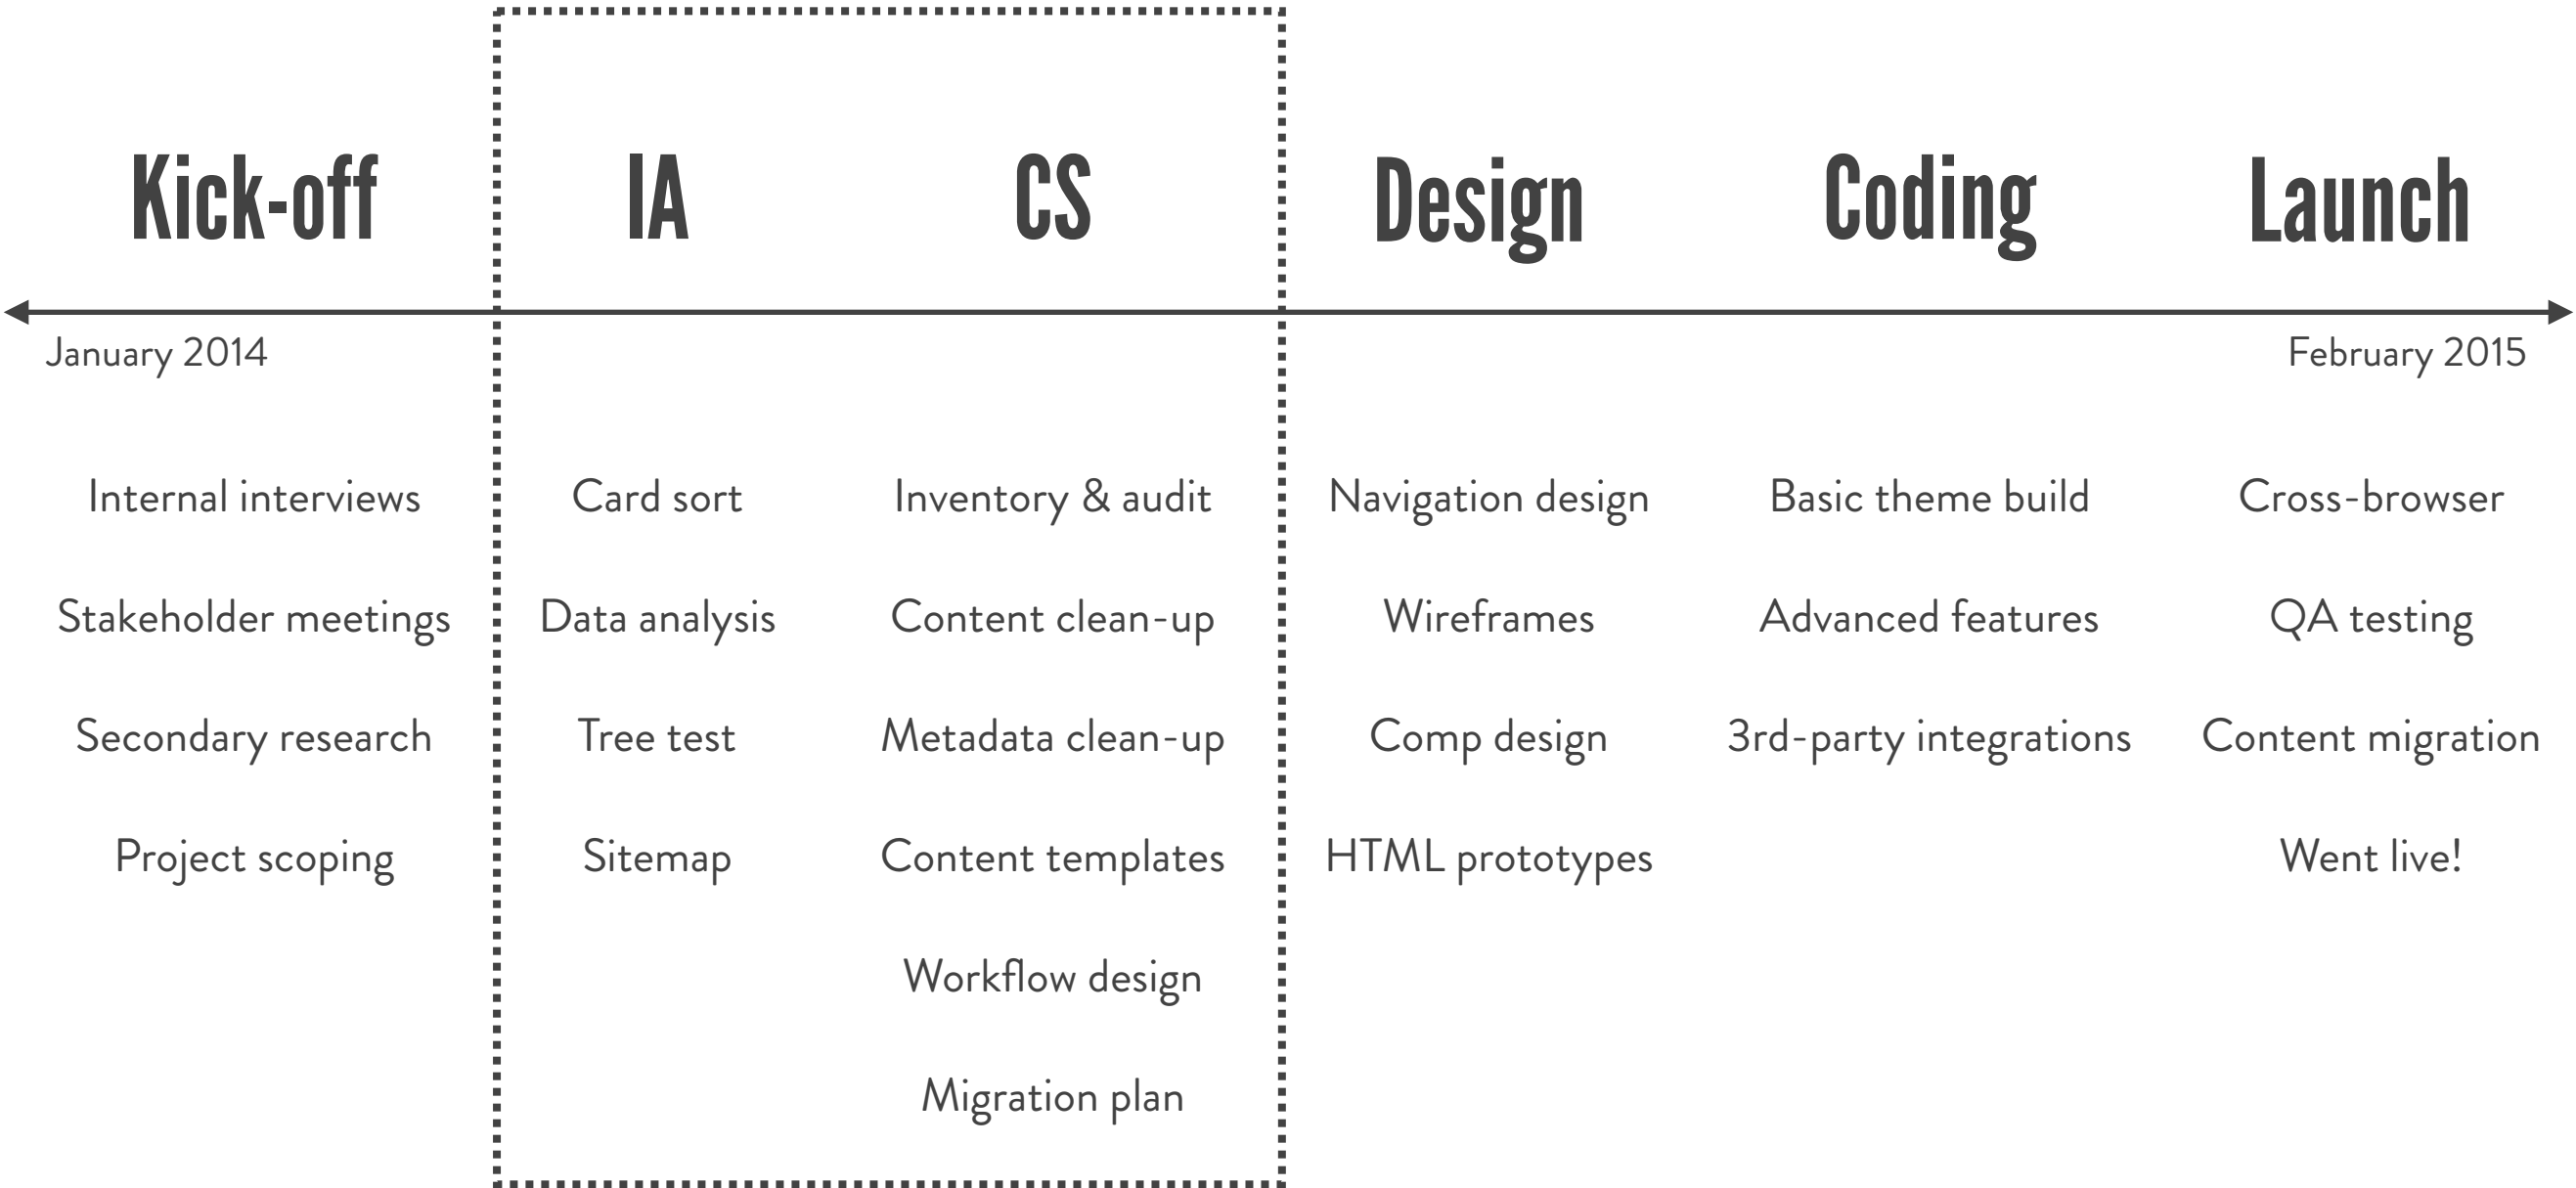 Kick-off
IA
CS
Design
Coding
Launch
January 2014
February 2015
Internal interviews
Stakeholder meetings
Secondary research
Project scoping
Card sort
Data analysis
Tree test
Sitemap
Inventory & audit
Content clean-up
Metadata clean-up
Content templates
Workflow design
Migration plan
Navigation design
Wireframes
Comp design
HTML prototypes
Basic theme build
Advanced features
3rd-party integrations
Cross-browser
QA testing
Content migration
Went live!